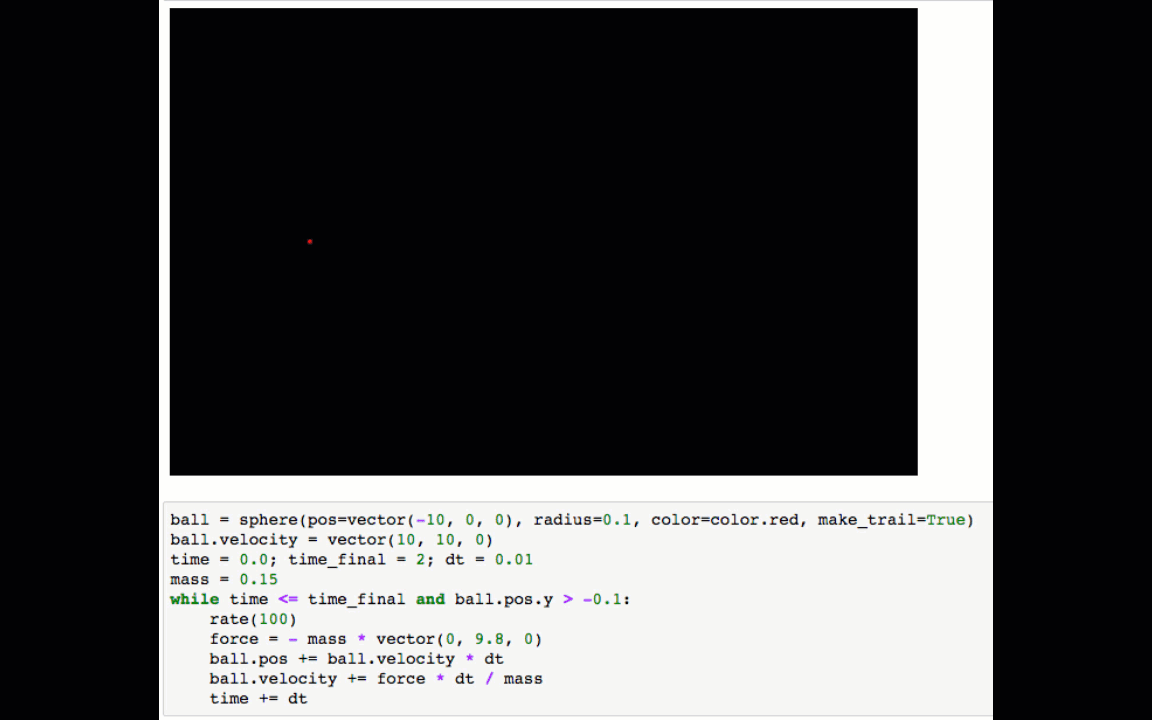 ball = sphere(pos=vector(-10, 0, 0), radius=0.1, color=color.red, make_trail=True)
ball.velocity = vector(10, 10, 0)
time = 0.0; time_final = 2; dt = 0.01
mass = 0.15
while time <= time_final and ball.pos.y > -0.1:
    rate(100)
    force = - mass * vector(0, 9.8, 0)
    ball.pos += ball.velocity * dt
    ball.velocity += force * dt / mass
    time += dt